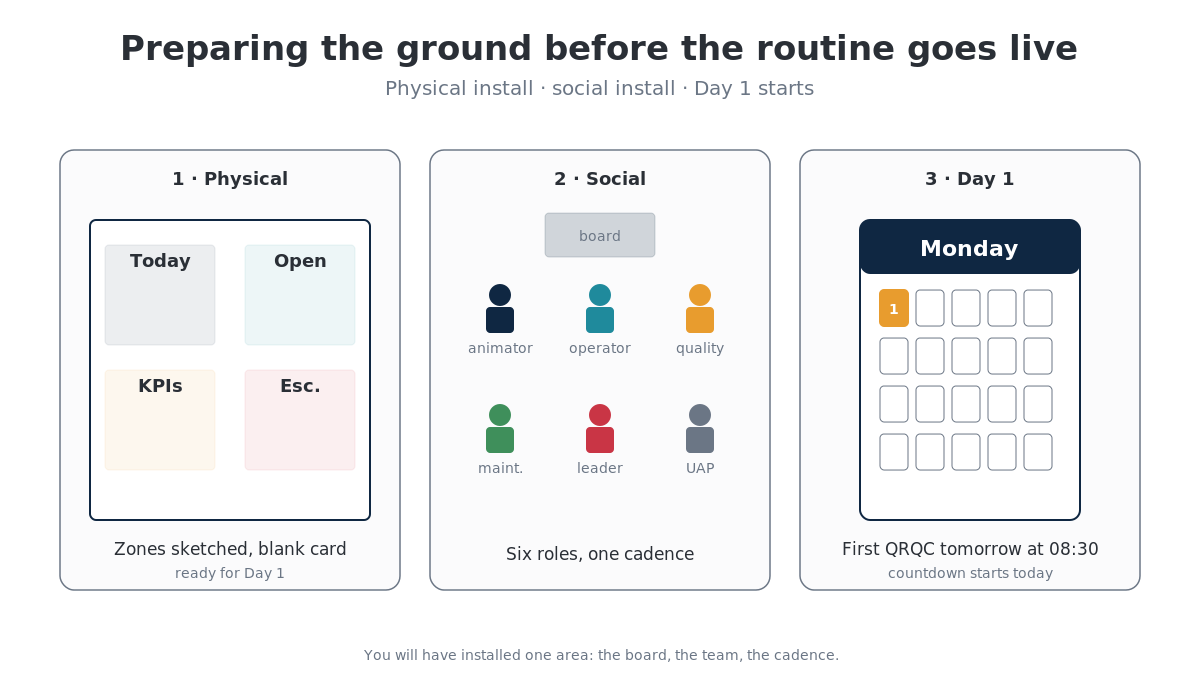 Preparing the ground before the routine goes live
Physical install · social install · Day 1 starts
1 · Physical
Today
Open
KPIs
Esc.
Zones sketched, blank card
ready for Day 1
2 · Social
board
animator
operator
quality
maint.
leader
UAP
Six roles, one cadence
3 · Day 1
Monday
1
First QRQC tomorrow at 08:30
countdown starts today
You will have installed one area: the board, the team, the cadence.